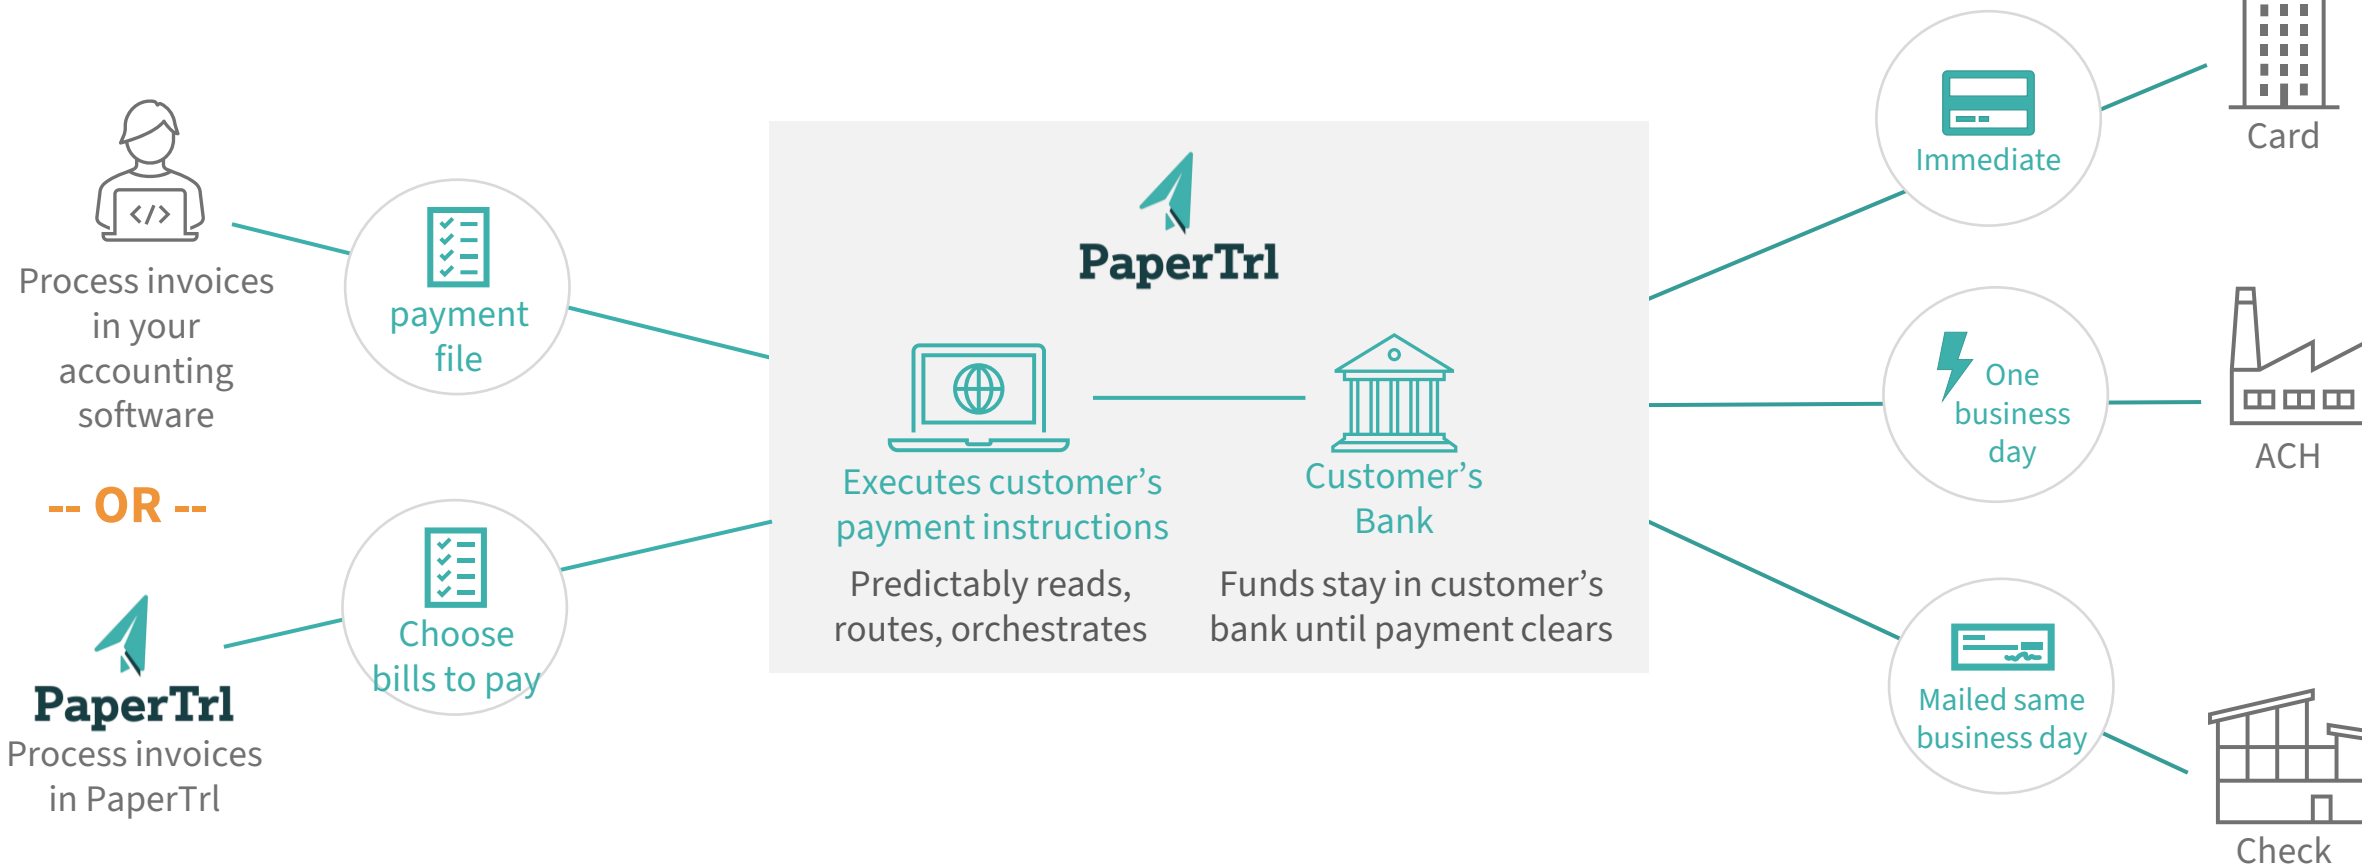 Process invoices
in your
accounting
software
-- OR --
PaperTrl
Process invoices
in PaperTrl
</>
payment
file
Choose
bills to pay
PaperTrl
Executes customer’s
payment instructions
Predictably reads,
routes, orchestrates
Customer’s
Bank
Funds stay in customer’s
bank until payment clears
Immediate
Card
One
business
day
ACH
Mailed same
business day
Check